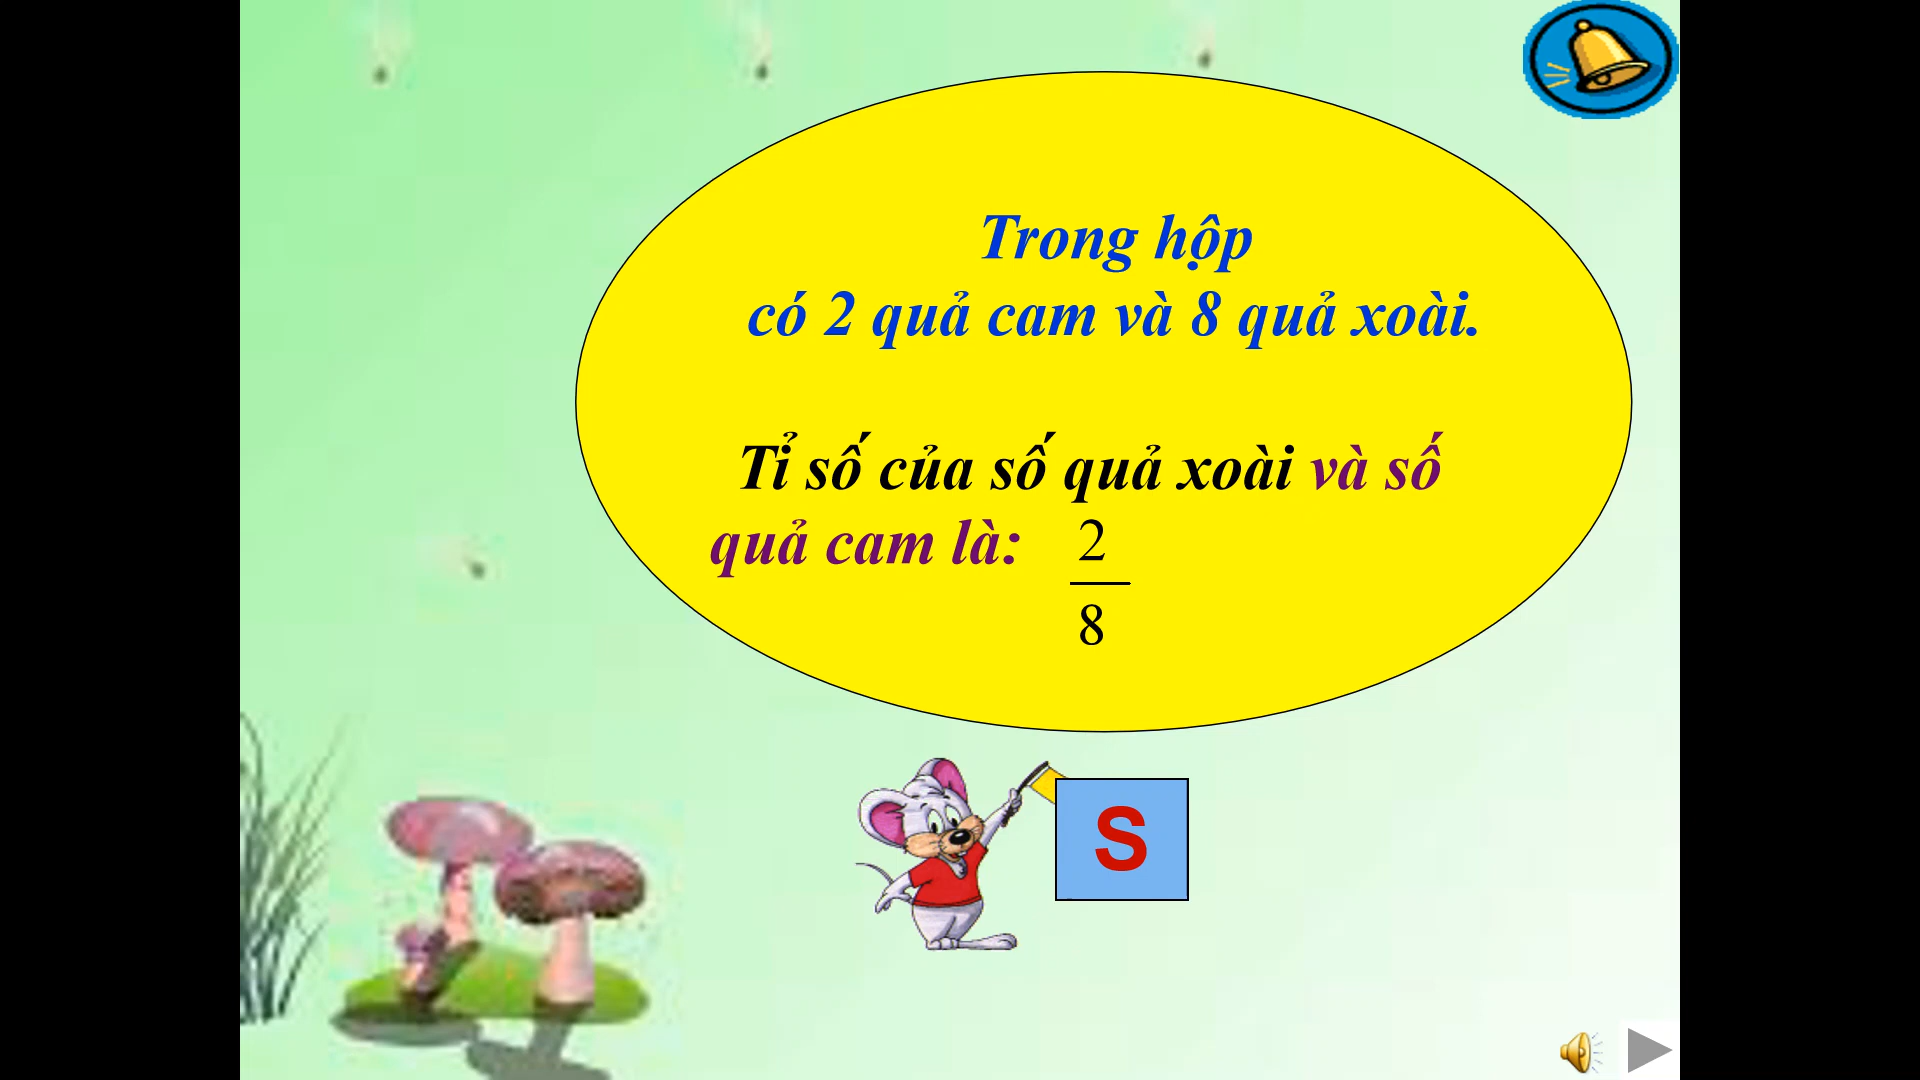 Trong hộp
có 2 quả cam và 8 quả xoài.
Tỉ số của số quả xoài và số
quả cam là: 2
8
S